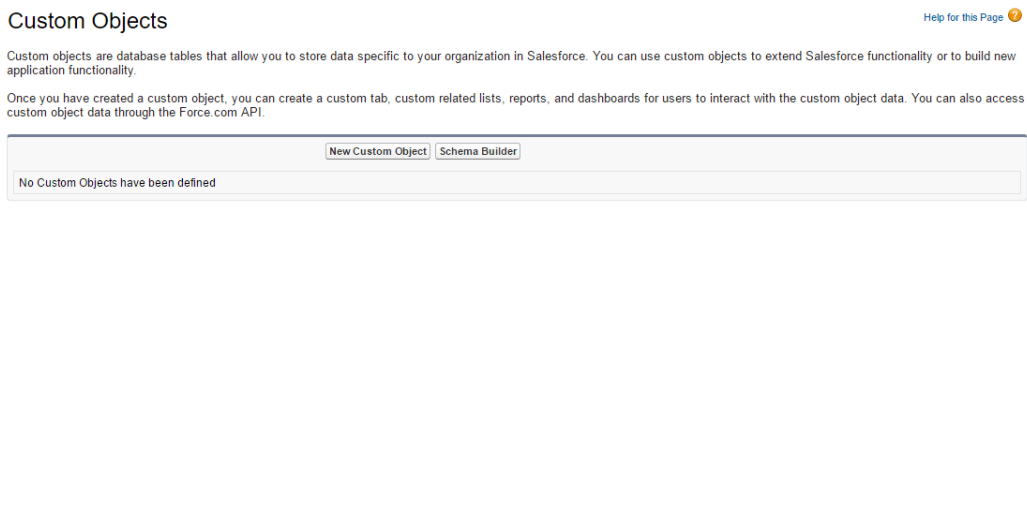 Custom Objects
Help for this Page ?
Custom objects are database tables that allow you to store data specific to your organization in Salesforce. You can use custom objects to extend Salesforce functionality or to build new
application functionality.
Once you have created a custom object, you can create a custom tab, custom related lists, reports, and dashboards for users to interact with the custom object data. You can also access
custom object data through the Force.com API.
New Custom Object Schema Builder
No Custom Objects have been defined